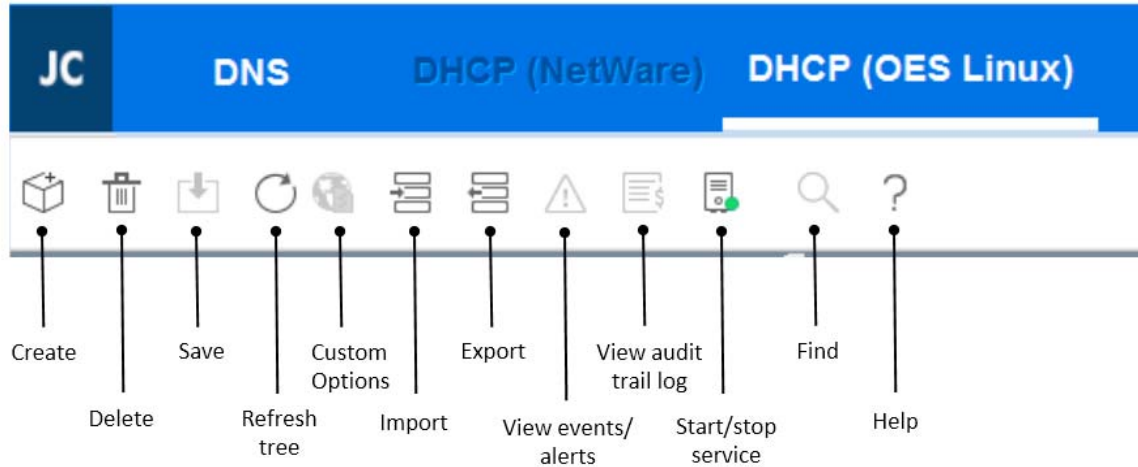 JC DNS DHCP (NetWare) DHCP (OES Linux)
?
Create Save Custom Options Export View audit trail log Find
Delete Refresh tree Import View events/ alerts Start/stop service Help